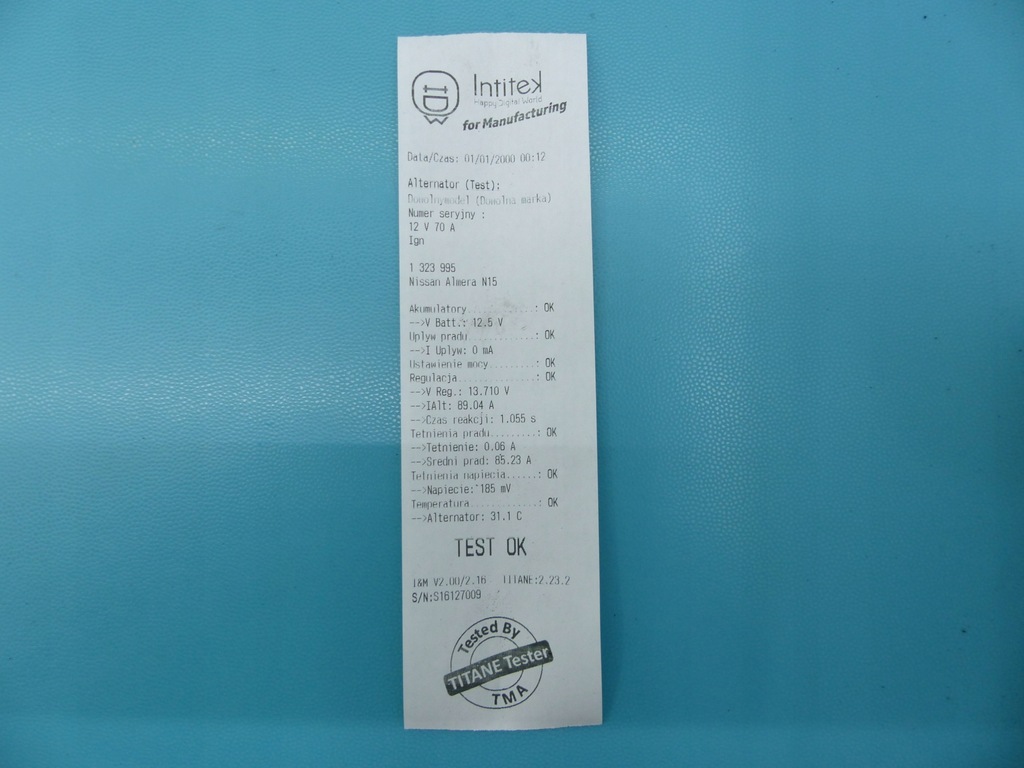 Intitek
Happy Digital World
for Manufacturing
Data/Czas: 01/01/2000 00:12
Alternator (Test):
Dowolnymodel (Dowolna marka)
Numer seryjny :
12 V 70 A
Ign
1 323 995
Nissan Almera N15
Akumulatory..............: OK
-->V Batt.: 12.5 V
Uplyw pradu..............: OK
-->I Uplyw: 0 mA
Ustawienie mocy.........: OK
Regulacja...............: OK
-->V Reg.: 13.710 V
-->IAlt: 89.04 A
-->Czas reakcji: 1.055 s
Tetnienia pradu.........: OK
-->Tetnienie: 0.06 A
-->Sredni prad: 85.23 A
Tetnienia napiecia......: OK
-->Napiecie: 185 mV
Temperatura.............: OK
-->Alternator: 31.1 C
TEST OK
T&M V2.00/2.16 TITANE:2.23.2
S/N:S16127009
Tested By
TITANE Tester
TMA